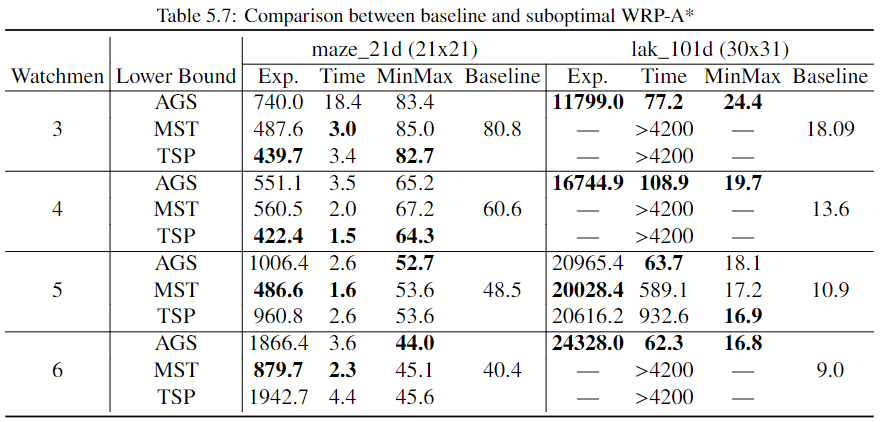 Table 5.7: Comparison between baseline and suboptimal WRP-A*
maze_21d (21x21) lak_101d (30x31)
Watchmen Lower Bound Exp. Time MinMax Baseline Exp. Time MinMax Baseline
AGS 740.0 18.4 83.4 11799.0 77.2 24.4
3 MST 487.6 3.0 85.0 80.8 — >4200 — 18.09
TSP 439.7 3.4 82.7 — >4200 —
AGS 551.1 3.5 65.2 16744.9 108.9 19.7
4 MST 560.5 2.0 67.2 60.6 — >4200 — 13.6
TSP 422.4 1.5 64.3 — >4200 —
AGS 1006.4 2.6 52.7 20965.4 63.7 18.1
5 MST 486.6 1.6 53.6 48.5 20028.4 589.1 17.2 10.9
TSP 960.8 2.6 53.6 20616.2 932.6 16.9
AGS 1866.4 3.6 44.0 24328.0 62.3 16.8
6 MST 879.7 2.3 45.1 40.4 — >4200 — 9.0
TSP 1942.7 4.4 45.6 — >4200 —